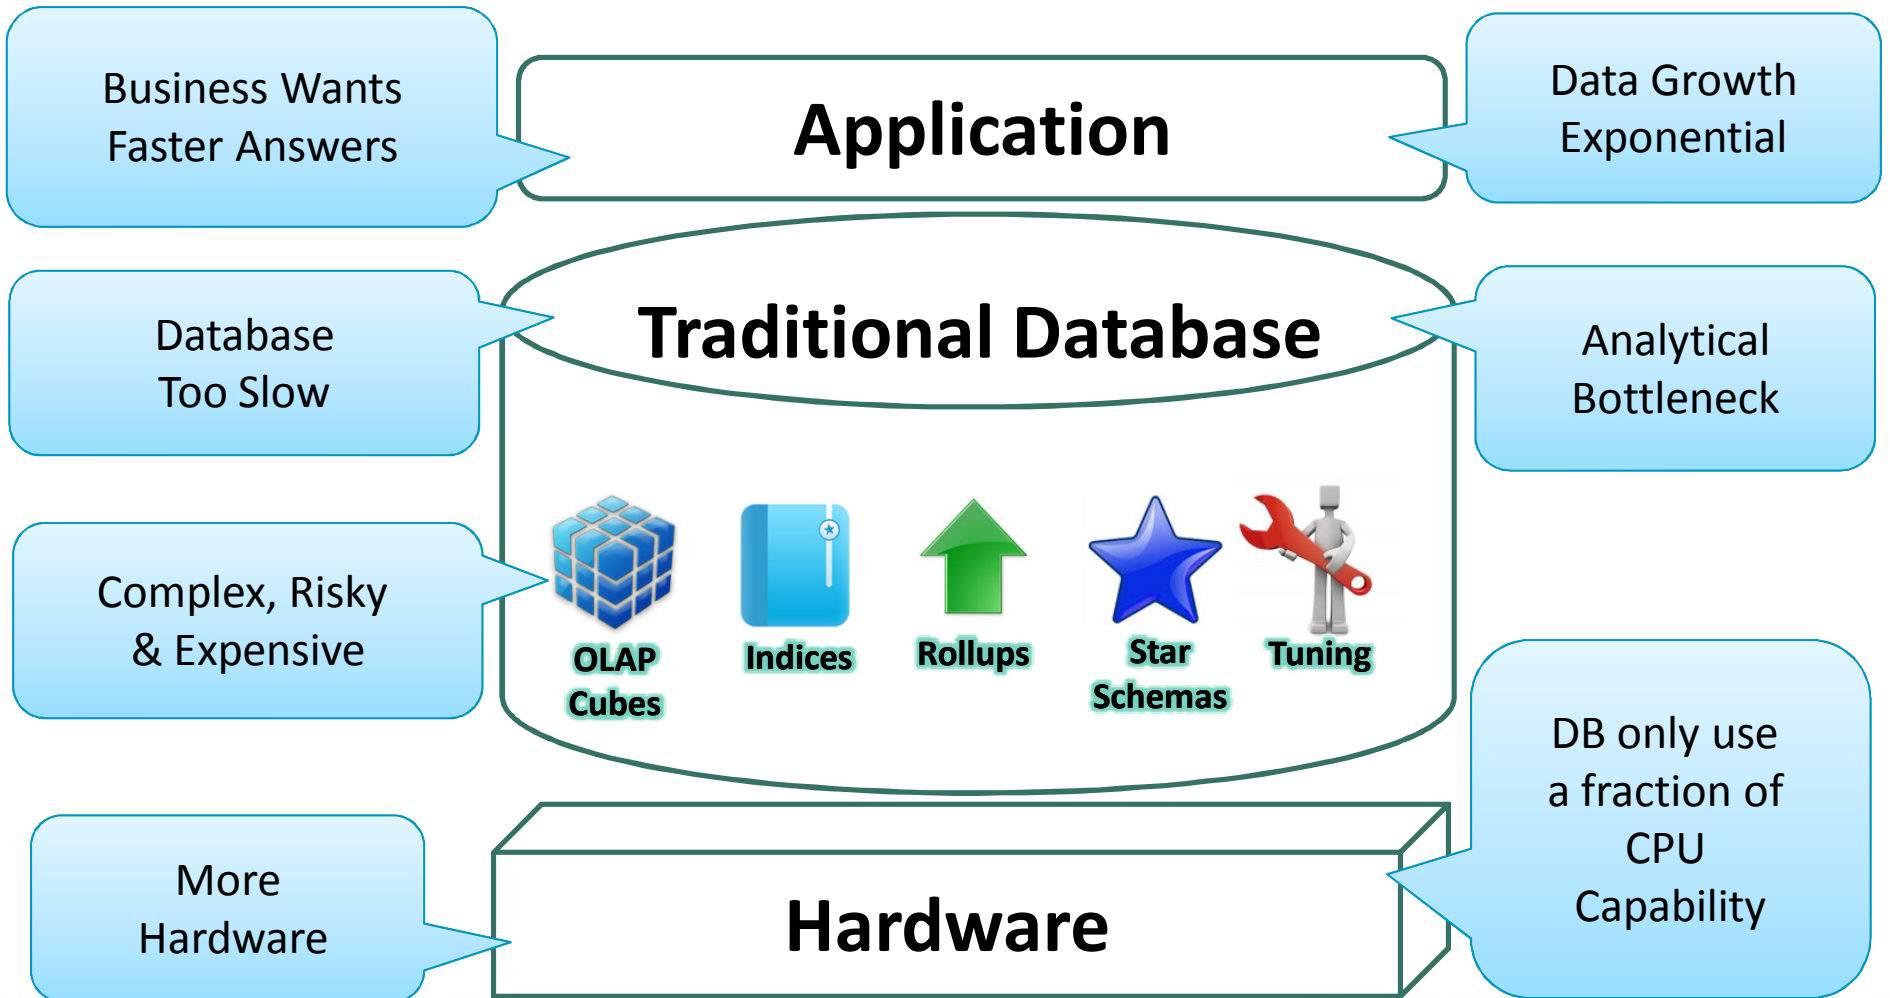 Business Wants
Faster Answers
Application
Data Growth
Exponential
Database
Too Slow
Traditional Database
Analytical
Bottleneck
Complex, Risky
& Expensive
OLAP
Cubes
Indices
Rollups
Star
Schemas
Tuning
More
Hardware
Hardware
DB only use
a fraction of
CPU
Capability